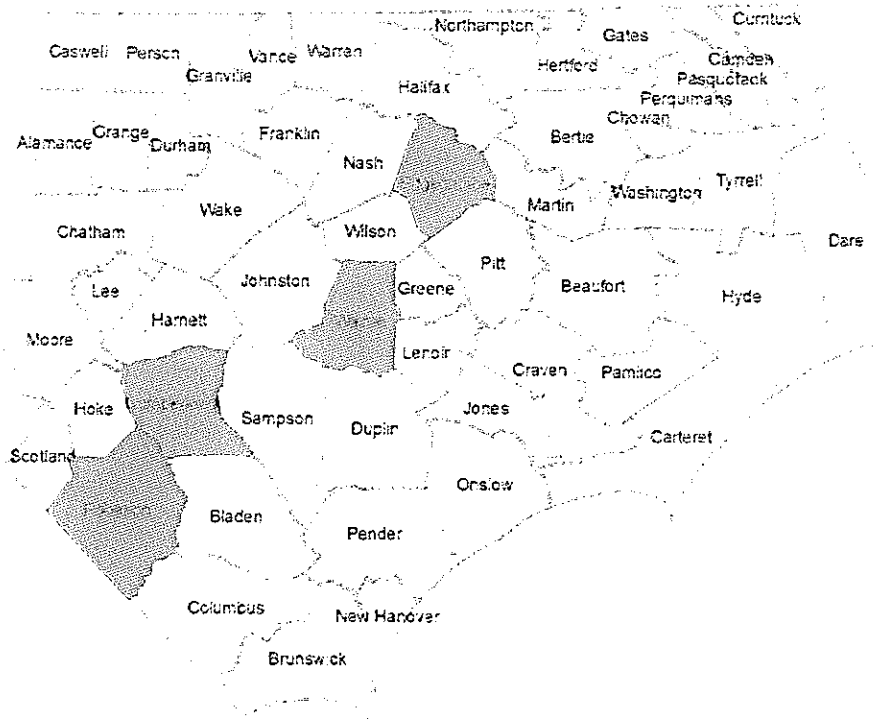 Northampton
Gates
Currituck
Caswell
Person
Vance
Warren
Granville
Hertford
Camden
Pasquotank
Halifax
Perquimans
Chowan
Alamance
Orange
Durham
Franklin
Bertie
Nash
Wake
Wilson
Martin
Washington
Tyrrell
Chatham
Pitt
Dare
Lee
Johnston
Greene
Beaufort
Hyde
Harnett
Moore
Lenoir
Craven
Pamlico
Hoke
Sampson
Duplin
Jones
Carteret
Scotland
Onslow
Bladen
Pender
Columbus
New Hanover
Brunswick